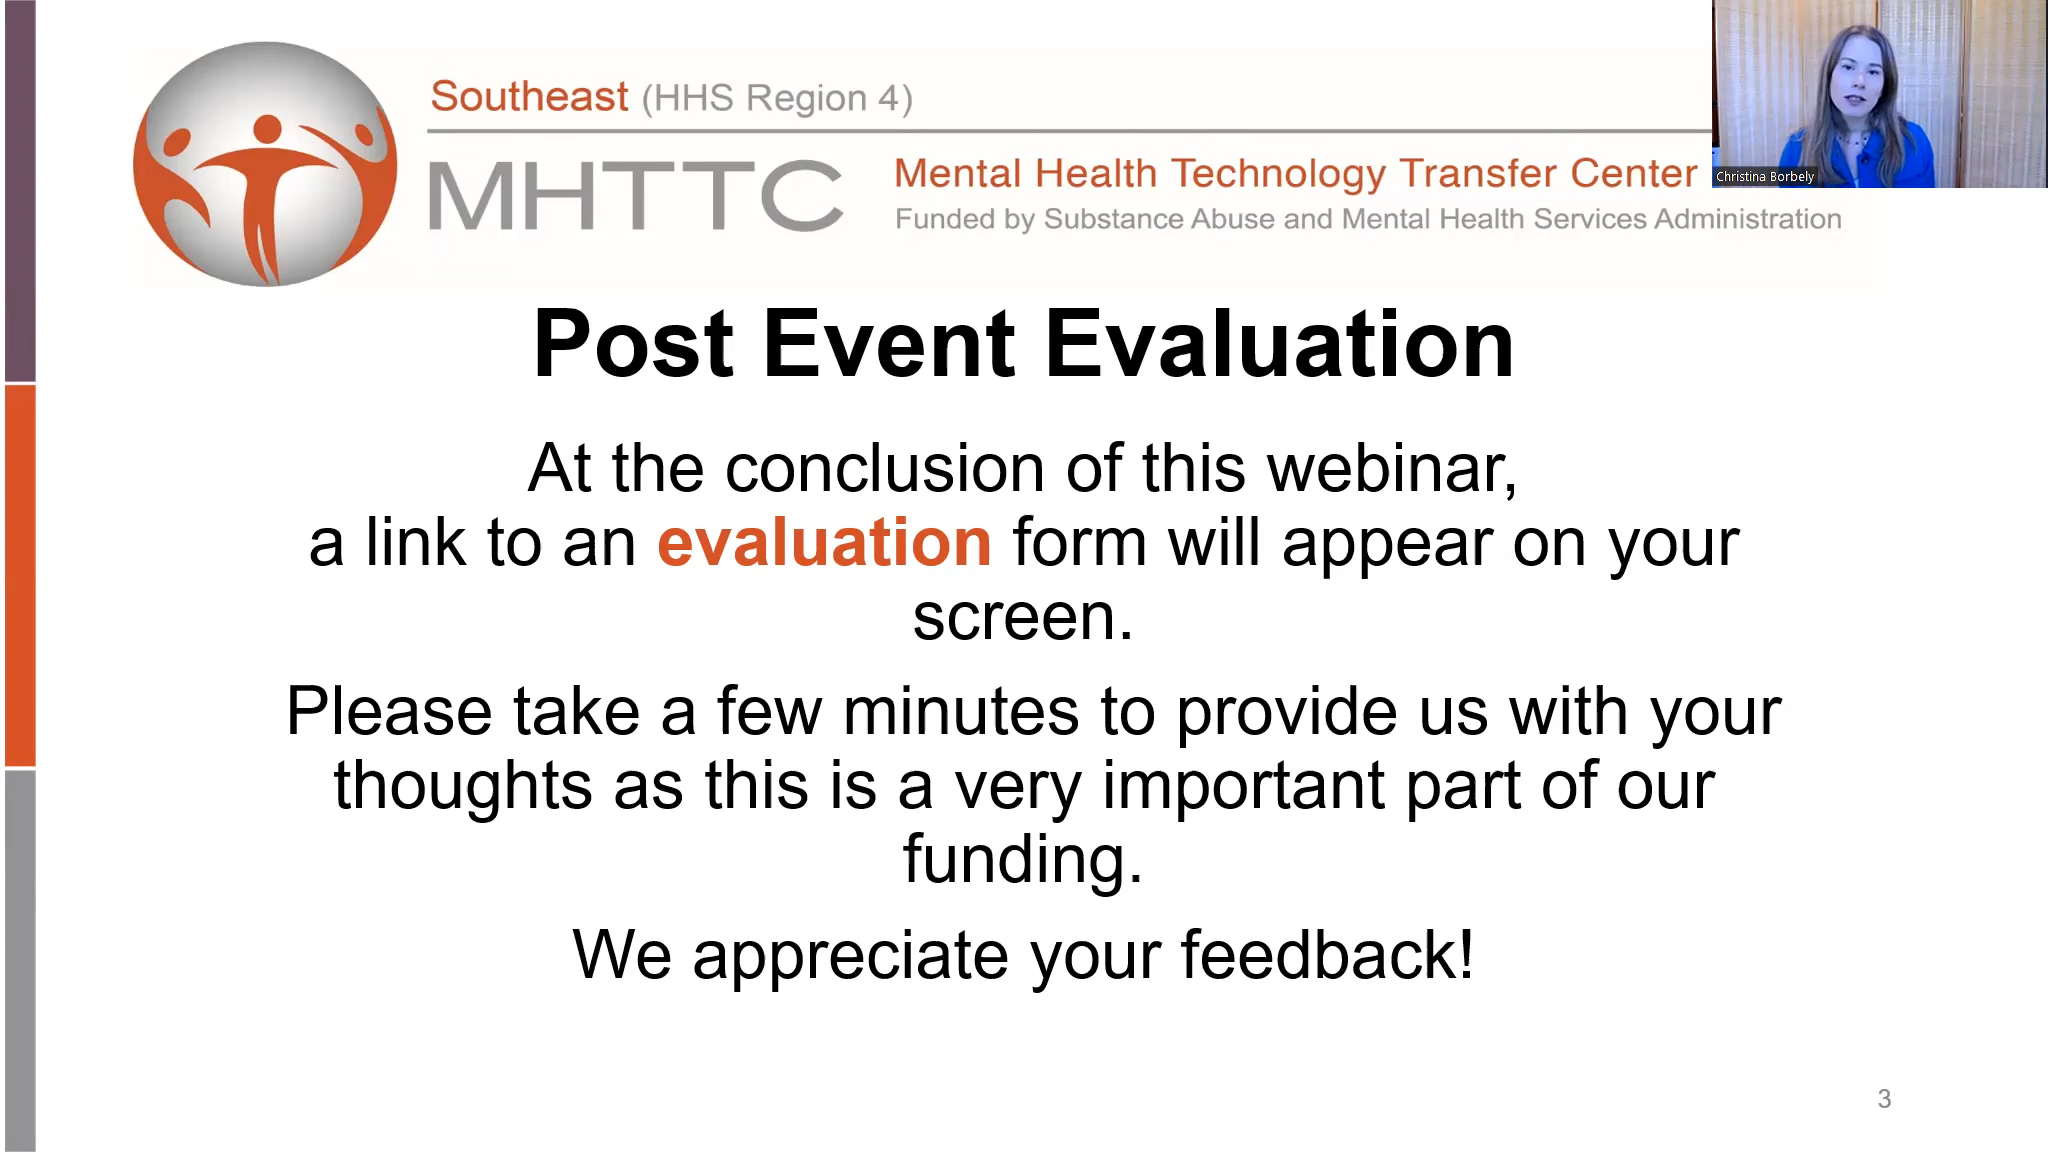 Southeast (HHS Region 4)
MHTTC
Mental Health Technology Transfer Center
Funded by Substance Abuse and Mental Health Services Administration
Christina Borbely
Post Event Evaluation
At the conclusion of this webinar,
a link to an evaluation form will appear on your
screen.
Please take a few minutes to provide us with your
thoughts as this is a very important part of our
funding.
We appreciate your feedback!
3